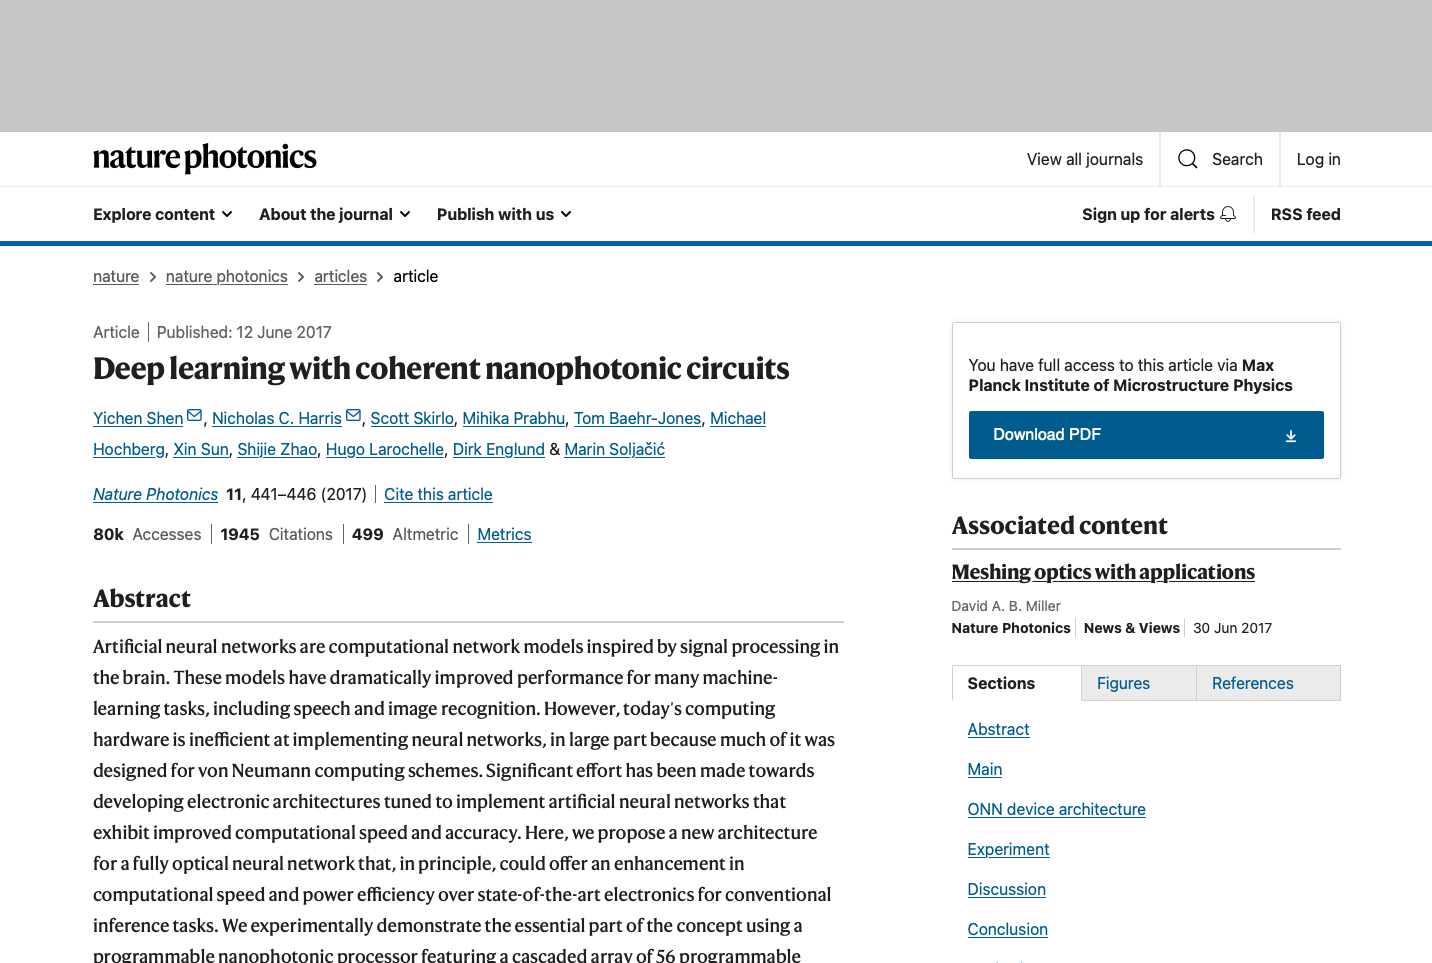 nature photonics
View all journals
Search
Log in
Explore content
About the journal
Publish with us
Sign up for alerts
RSS feed
nature > nature photonics > articles > article
Article | Published: 12 June 2017
Deep learning with coherent nanophotonic circuits
Yichen Shen, Nicholas C. Harris, Scott Skirlo, Mihika Prabhu, Tom Baehr-Jones, Michael
Hochberg, Xin Sun, Shijie Zhao, Hugo Larochelle, Dirk Englund & Marin Soljačić
Nature Photonics 11, 441–446 (2017) | Cite this article
80k Accesses | 1945 Citations | 499 Altmetric | Metrics
Abstract
Artificial neural networks are computational network models inspired by signal processing in
the brain. These models have dramatically improved performance for many machine-
learning tasks, including speech and image recognition. However, today's computing
hardware is inefficient at implementing neural networks, in large part because much of it was
designed for von Neumann computing schemes. Significant effort has been made towards
developing electronic architectures tuned to implement artificial neural networks that
exhibit improved computational speed and accuracy. Here, we propose a new architecture
for a fully optical neural network that, in principle, could offer an enhancement in
computational speed and power efficiency over state-of-the-art electronics for conventional
inference tasks. We experimentally demonstrate the essential part of the concept using a
programmable nanophotonic processor featuring a cascaded array of 56 programmable
You have full access to this article via Max
Planck Institute of Microstructure Physics
Download PDF
Associated content
Meshing optics with applications
David A. B. Miller
Nature Photonics | News & Views | 30 Jun 2017
Sections
Figures
References
Abstract
Main
ONN device architecture
Experiment
Discussion
Conclusion